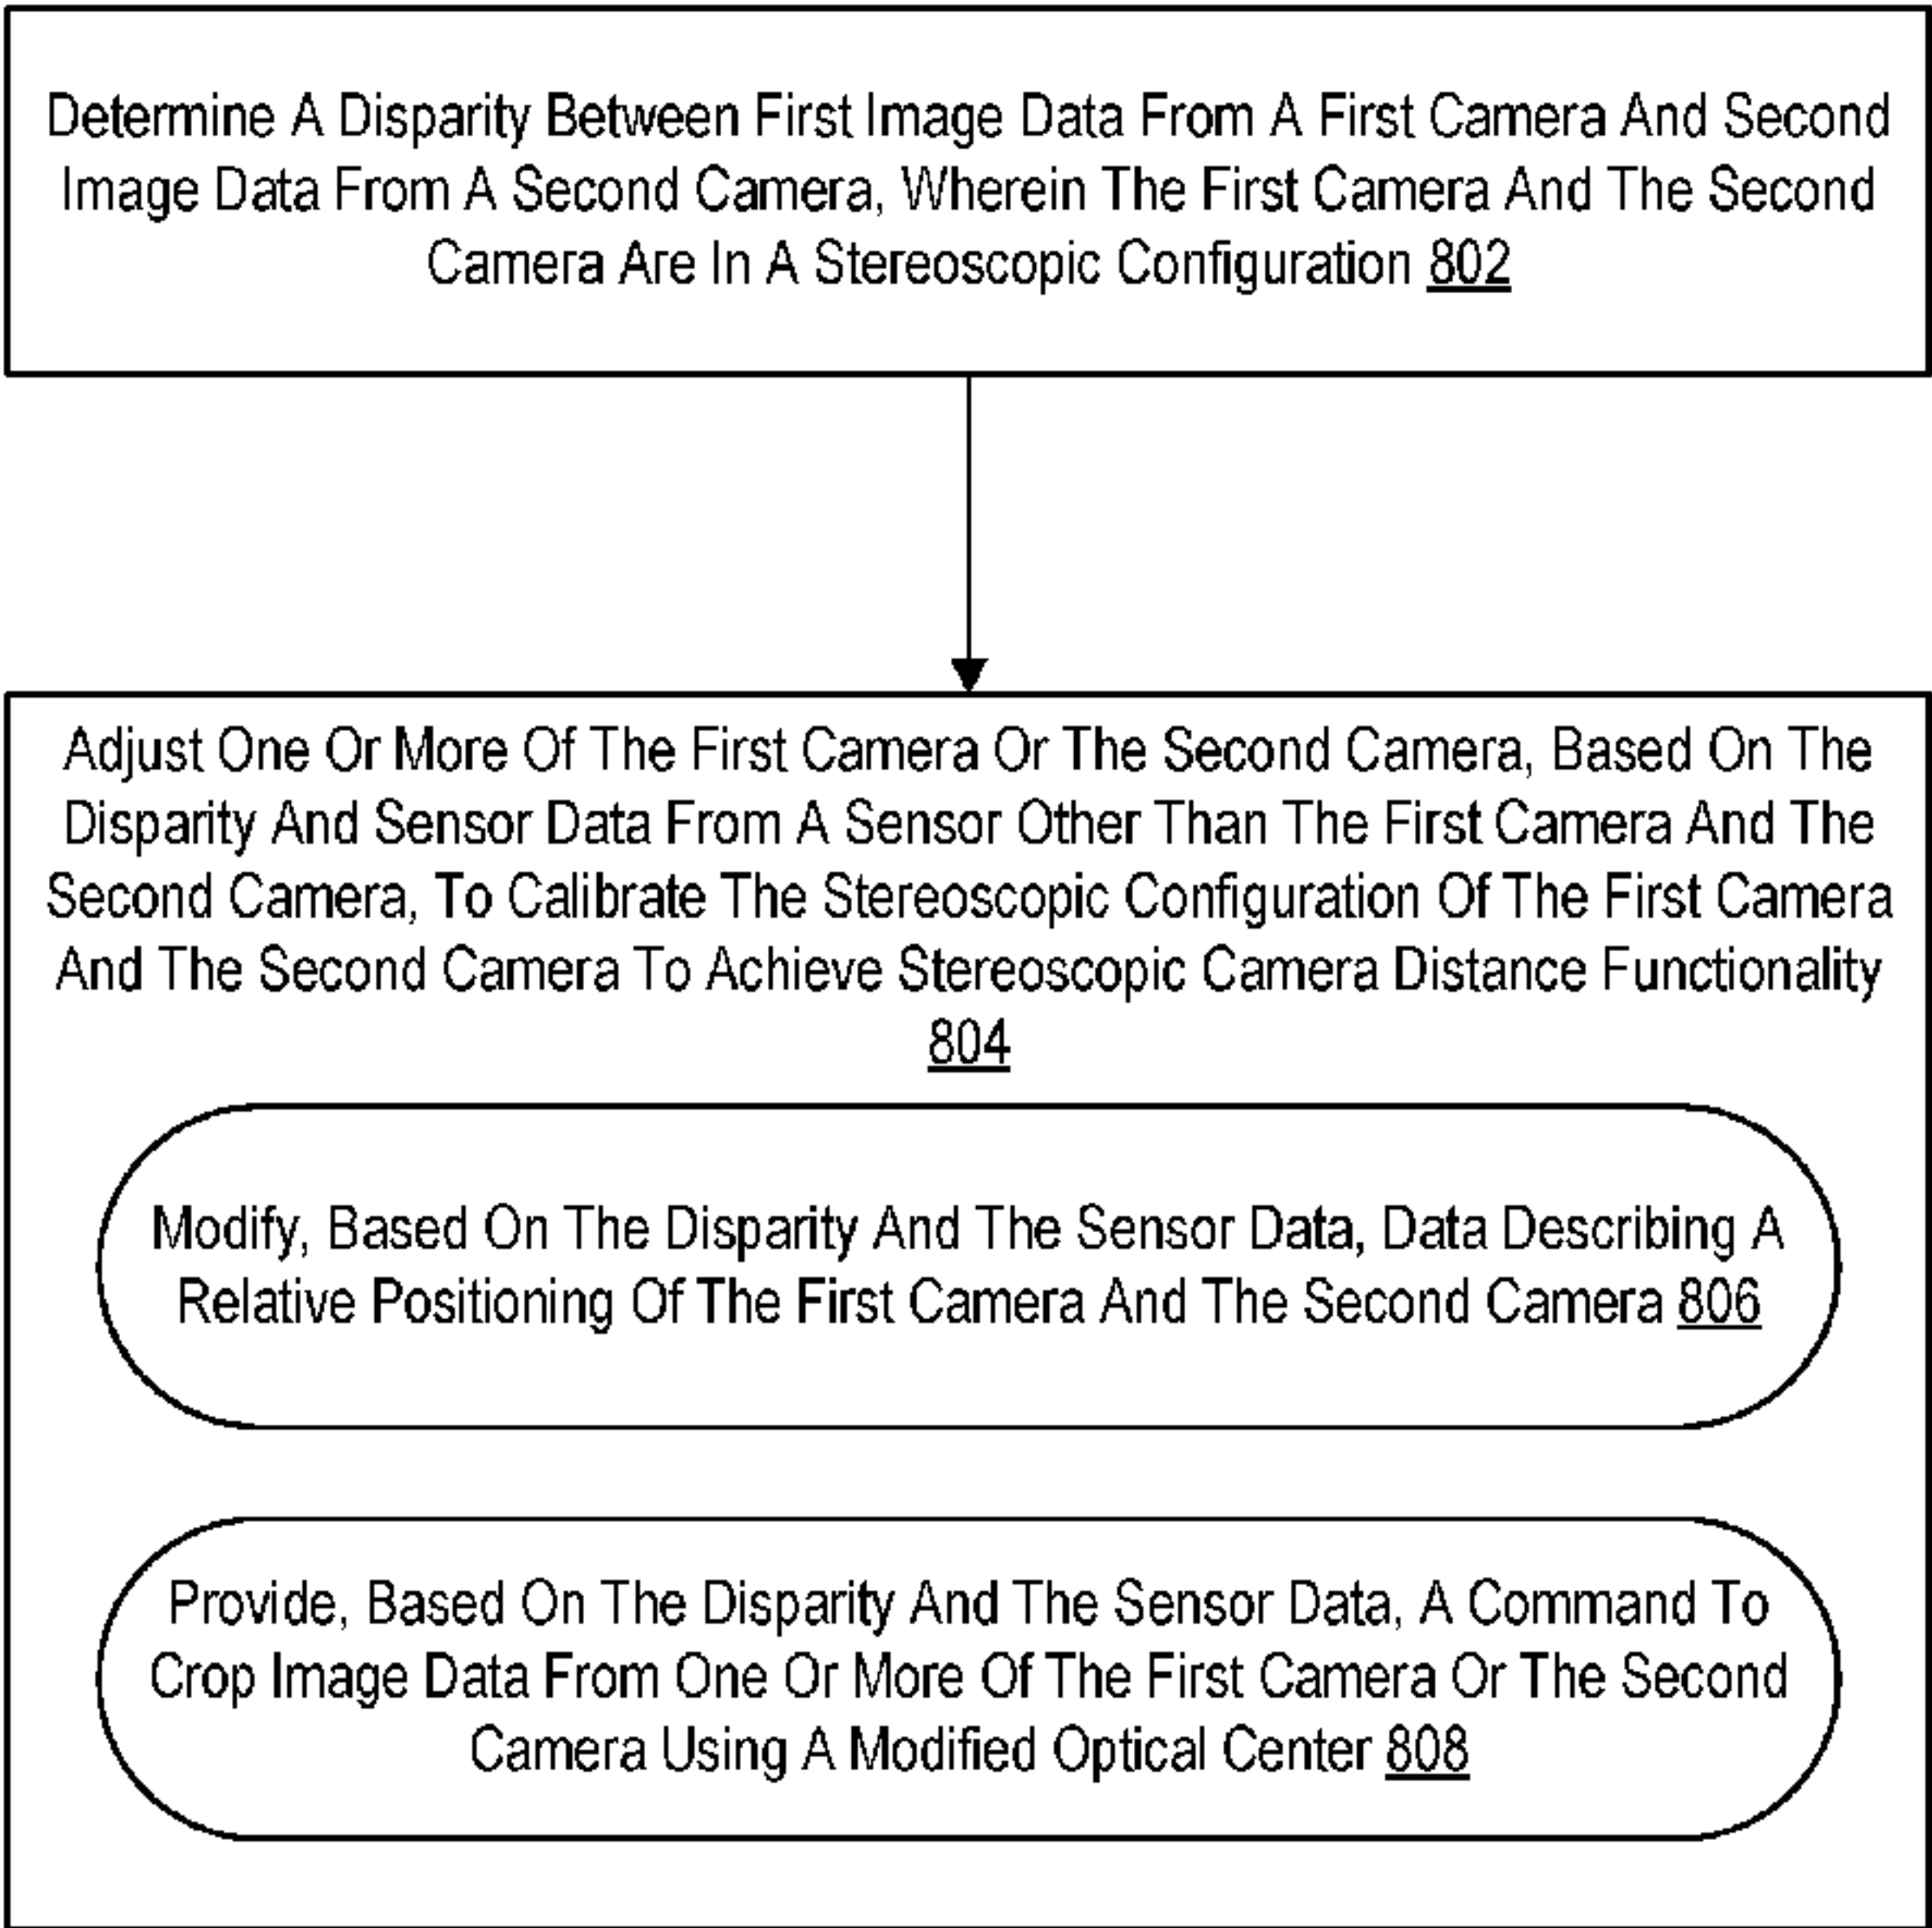 Determine A Disparity Between First Image Data From A First Camera And Second
Image Data From A Second Camera, Wherein The First Camera And The Second
Camera Are In A Stereoscopic Configuration 802
Adjust One Or More Of The First Camera Or The Second Camera, Based On The
Disparity And Sensor Data From A Sensor Other Than The First Camera And The
Second Camera, To Calibrate The Stereoscopic Configuration Of The First Camera
And The Second Camera To Achieve Stereoscopic Camera Distance Functionality
804
Modify, Based On The Disparity And The Sensor Data, Data Describing A
Relative Positioning Of The First Camera And The Second Camera 806
Provide, Based On The Disparity And The Sensor Data, A Command To
Crop Image Data From One Or More Of The First Camera Or The Second
Camera Using A Modified Optical Center 808